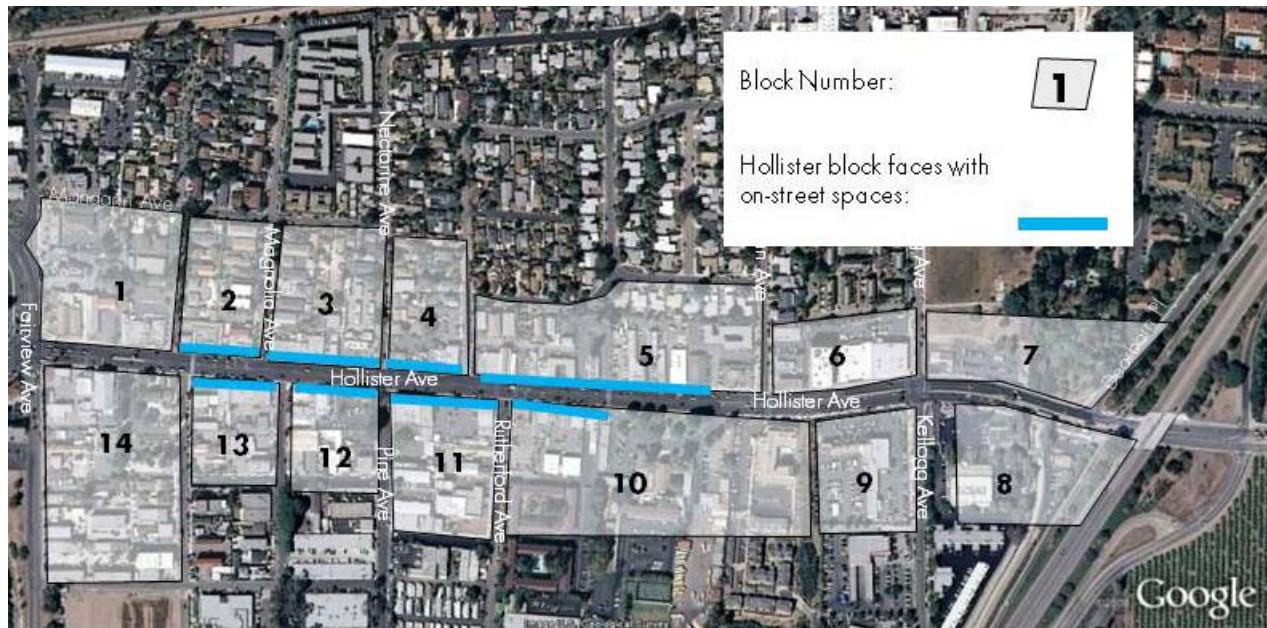 Block Number:
1
Hollister block faces with
on-street spaces:
Mandarin Ave
Nectarine Ave
Magnolia Ave
Ave
Ave
Fairview Ave
1
2
3
4
5
6
7
Hollister Ave
Hollister Ave
14
13
12
11
10
9
8
Pine Ave
Rutherford Ave
Kellogg Ave
Google